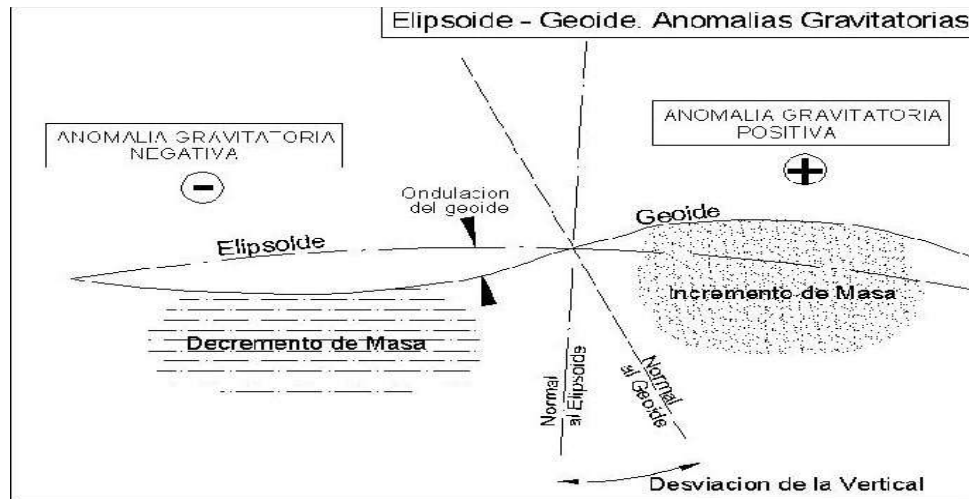 Elipsoide - Geoide. Anomalias Gravitatorias
ANOMALIA GRAVITATORIA
NEGATIVA
ANOMALIA GRAVITATORIA
POSITIVA
Ondulacion
del geoide
Elipsoide
Geoide
Decremento de Masa
Incremento de Masa
Normal
al Elipsoide
Normal
al Geoide
Desviacion de la Vertical